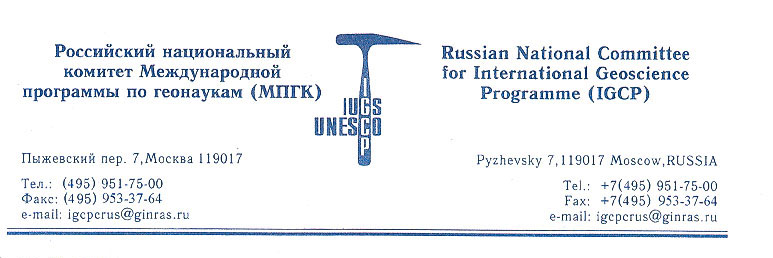 Российский национальный
комитет Международной
программы по геонаукам (МПГК)
IUGS
UNESCO
IGCP
Russian National Committee
for International Geoscience
Programme (IGCP)
Пыжевский пер. 7,Москва 119017
Тел.: (495) 951-75-00
Факс: (495) 953-37-64
e-mail: igcpcrus@ginras.ru
Pyzhevsky 7,119017 Moscow,RUSSIA
Tel.: +7(495) 951-75-00
Fax: +7(495) 953-37-64
e-mail: igcpcrus@ginras.ru